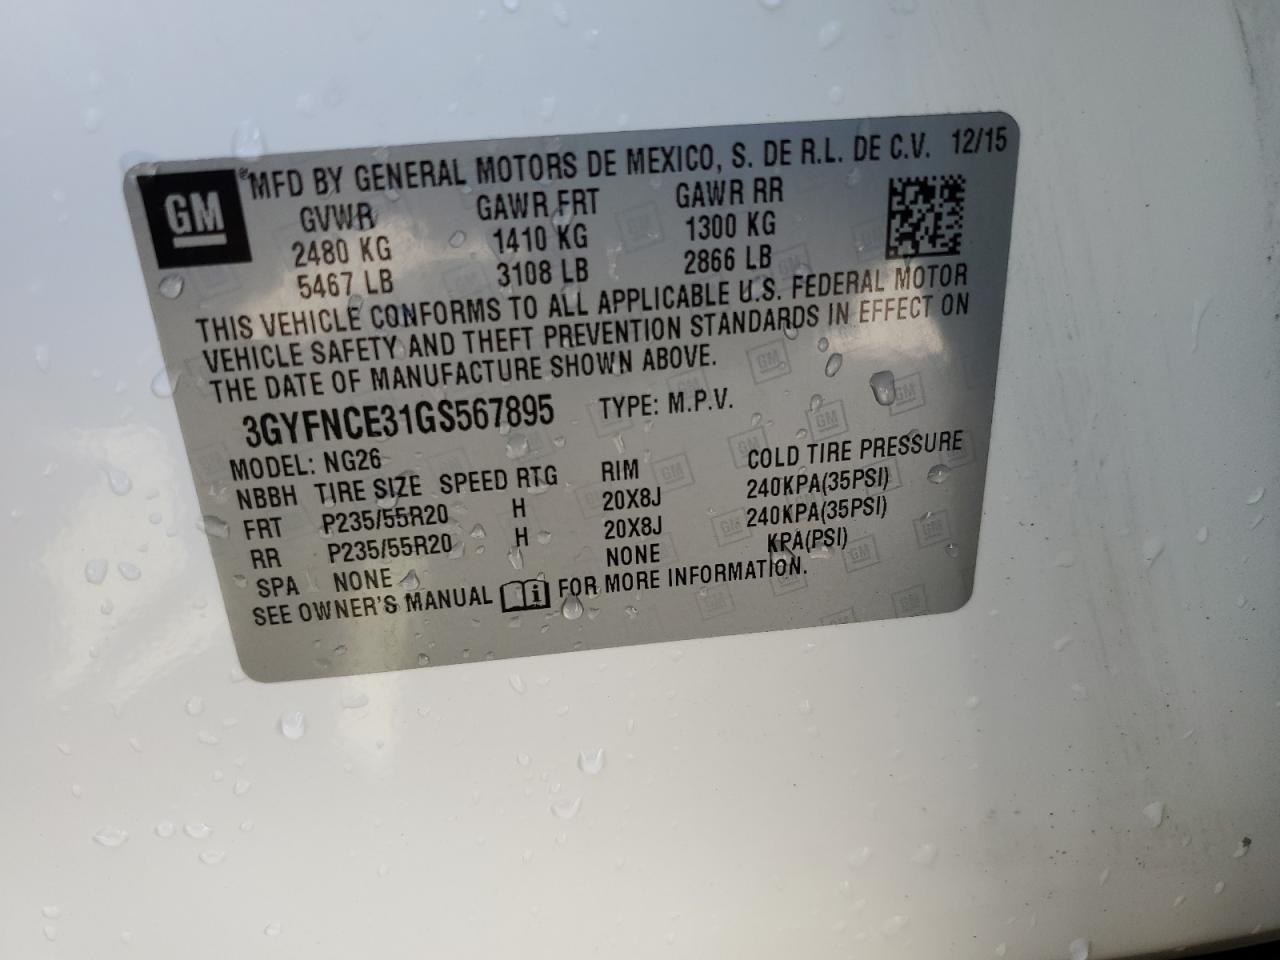 GM
MFD BY GENERAL MOTORS DE MEXICO, S. DE R.L. DE C.V. 12/15
GVWR GAWR FRT GAWR RR
2480 KG 1410 KG 1300 KG
5467 LB 3108 LB 2866 LB
THIS VEHICLE CONFORMS TO ALL APPLICABLE U.S. FEDERAL MOTOR
VEHICLE SAFETY AND THEFT PREVENTION STANDARDS IN EFFECT ON
THE DATE OF MANUFACTURE SHOWN ABOVE.
3GYFNCE31GS567895 TYPE: M.P.V.
MODEL: NG26
NBBH TIRE SIZE SPEED RTG RIM COLD TIRE PRESSURE
FRT P235/55R20 H 20X8J 240KPA(35PSI)
RR P235/55R20 H 20X8J 240KPA(35PSI)
SPA NONE NONE KPA(PSI)
SEE OWNER'S MANUAL FOR MORE INFORMATION.